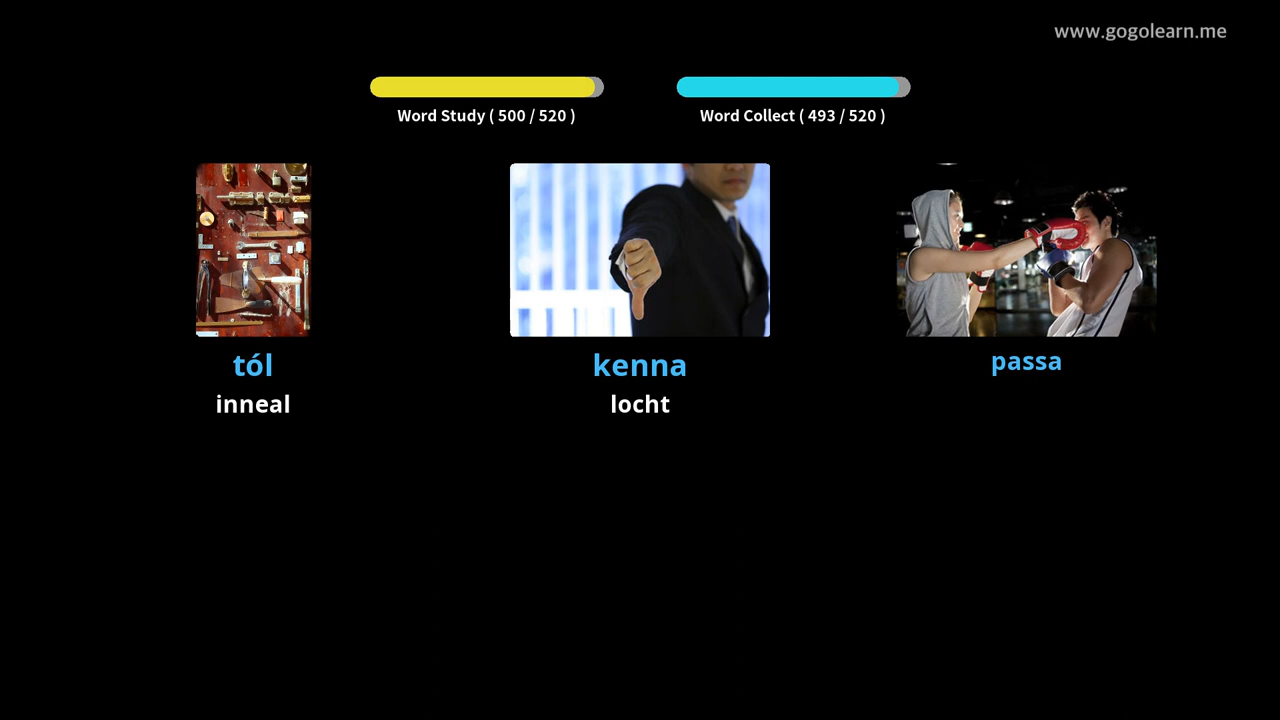 www.gogolearn.me
Word Study ( 500 / 520 )
Word Collect ( 493 / 520 )
tól
kenna
passa
inneal
locht